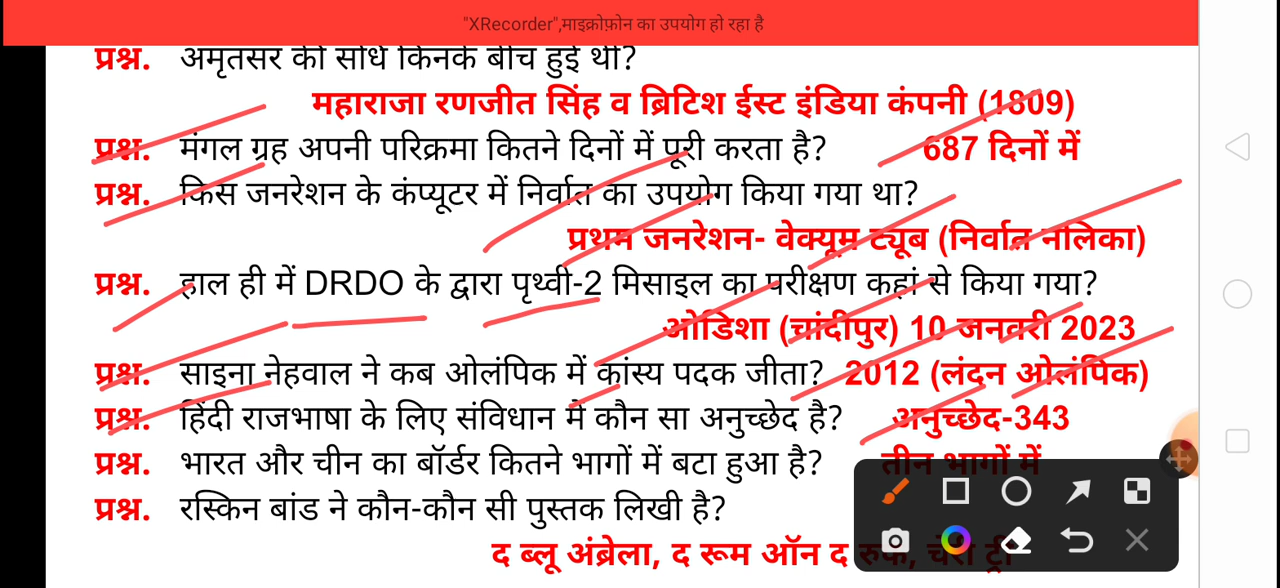 "XRecorder",माइक्रोफ़ोन का उपयोग हो रहा है
प्रश्न. अमृतसर की संधि किनके बीच हुई थी?
महाराजा रणजीत सिंह व ब्रिटिश ईस्ट इंडिया कंपनी (1809)
प्रश्न. मंगल ग्रह अपनी परिक्रमा कितने दिनों में पूरी करता है? 687 दिनों में
प्रश्न. किस जनरेशन के कंप्यूटर में निर्वात का उपयोग किया गया था?
प्रथम जनरेशन- वेक्यूम ट्यूब (निर्वात नलिका)
प्रश्न. हाल ही में DRDO के द्वारा पृथ्वी-2 मिसाइल का परीक्षण कहां से किया गया?
ओडिशा (चांदीपुर) 10 जनवरी 2023
प्रश्न. साइना नेहवाल ने कब ओलंपिक में कांस्य पदक जीता? 2012 (लंदन ओलंपिक)
प्रश्न. हिंदी राजभाषा के लिए संविधान में कौन सा अनुच्छेद है? अनुच्छेद-343
प्रश्न. भारत और चीन का बॉर्डर कितने भागों में बटा हुआ है? तीन भागों में
प्रश्न. रस्किन बांड ने कौन-कौन सी पुस्तक लिखी है?
द ब्लू अंब्रेला, द रूम ऑन द रुफ, चेरी ट्री